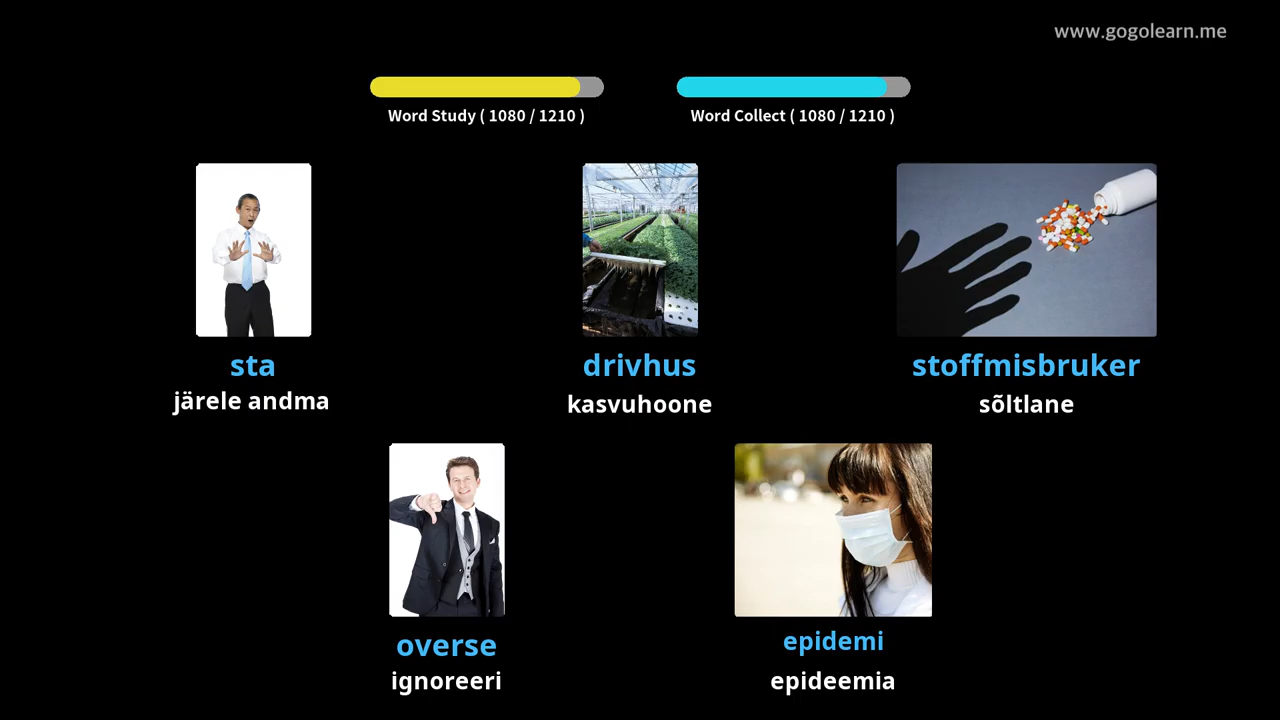 www.gogolearn.me
Word Study ( 1080 / 1210 )
Word Collect ( 1080 / 1210 )
sta
järele andma
drivhus
kasvuhoone
stoffmisbruker
sõltlane
overse
ignoreeri
epidemi
epideemia